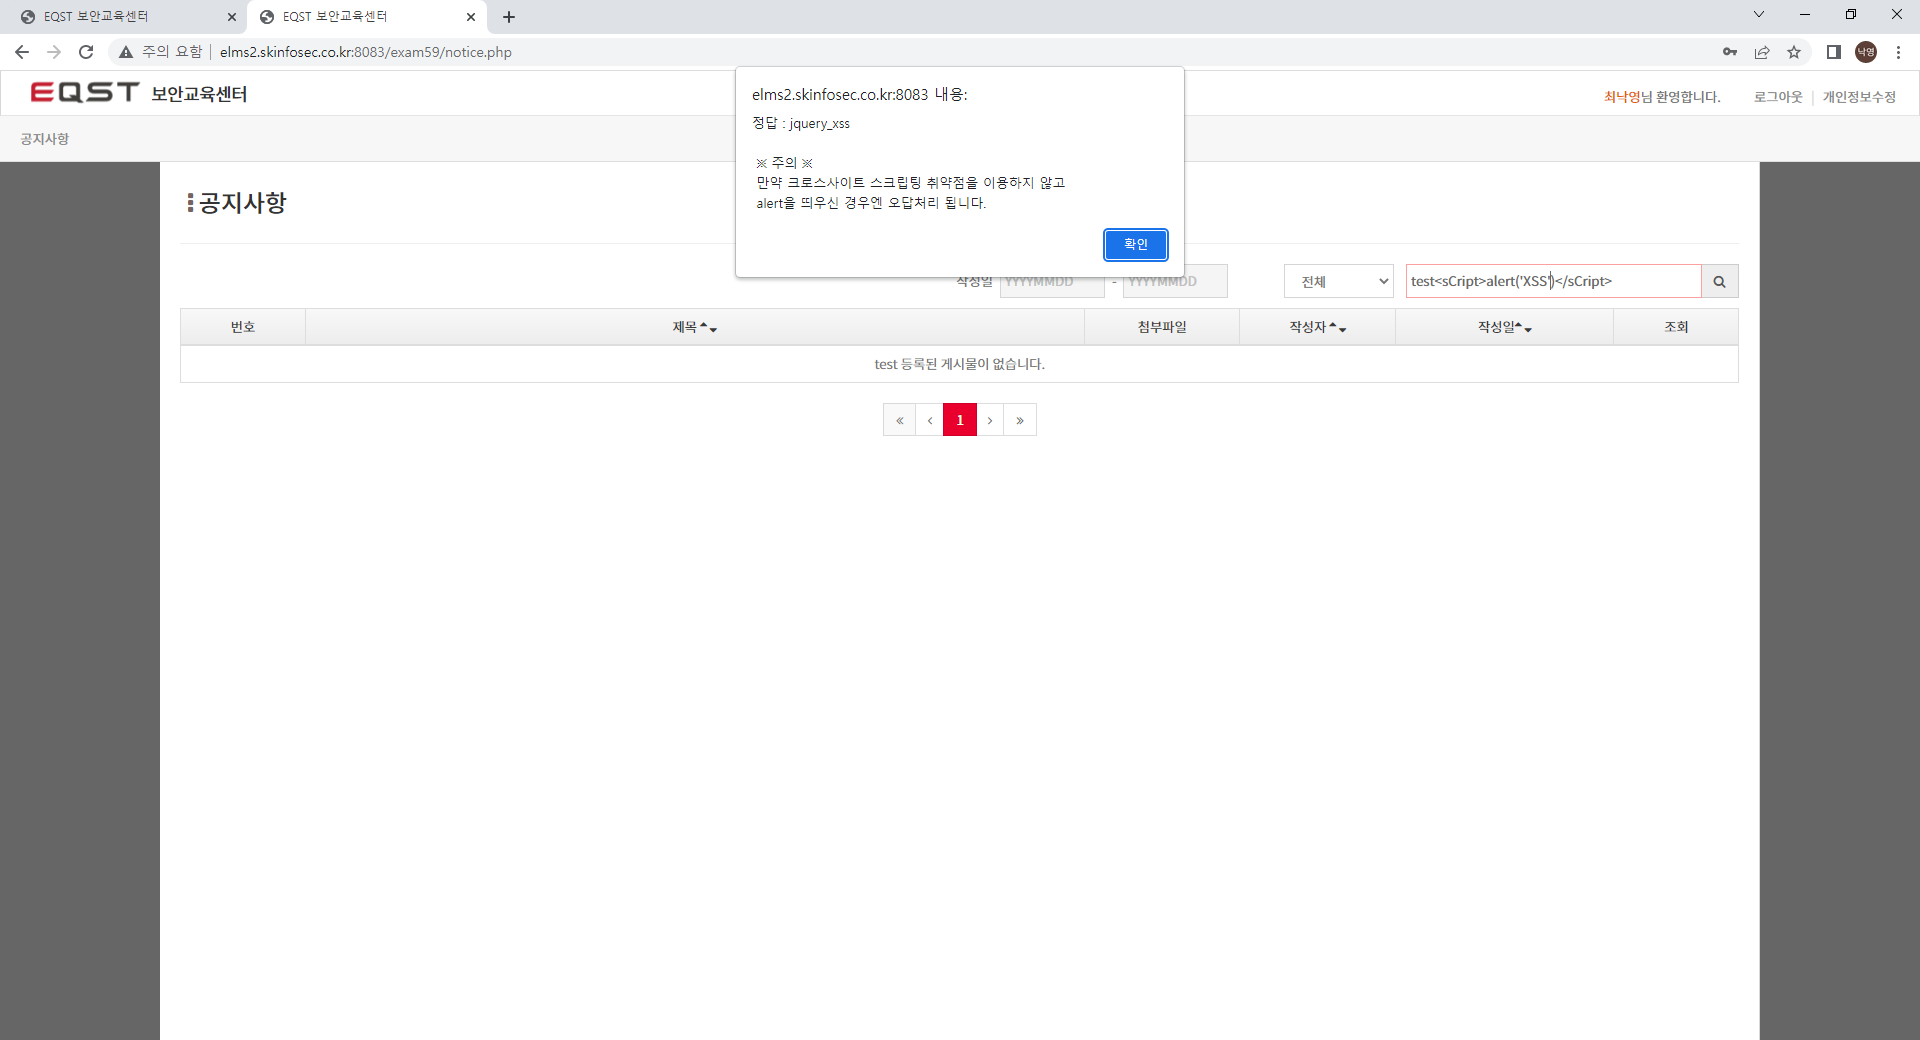 EQST 보안교육센터
EQST 보안교육센터
주의 요함 elms2.skinfosec.co.kr:8083/exam59/notice.php
낙영
EQST 보안교육센터
최낙영님 환영합니다. 로그아웃 | 개인정보수정
공지사항
elms2.skinfosec.co.kr:8083 내용:
정답 : jquery_xss
※ 주의 ※
만약 크로스사이트 스크립팅 취약점을 이용하지 않고
alert을 띄우신 경우엔 오답처리 됩니다.
확인
공지사항
작성일 YYYYMMDD - YYYYMMDD 전체 test<sCript>alert('XSS')</sCript>
번호 제목 첨부파일 작성자 작성일 조회
test 등록된 게시물이 없습니다.
« ‹ 1 › »